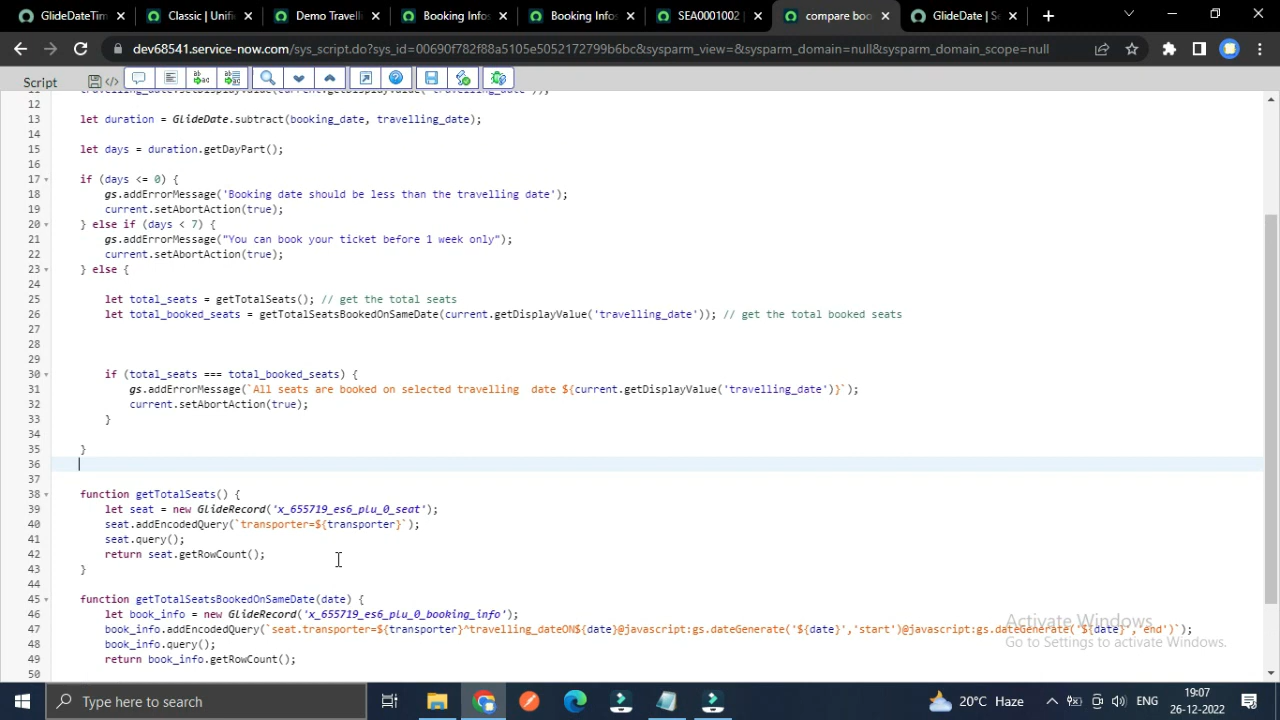 GlideDateTim
Classic | Unifi
Demo Travelle
Booking Infos
Booking Infos
SEA0001002 |
compare boo
GlideDate | Se
dev68541.service-now.com/sys_script.do?sys_id=00690f782f88a5105e5052172799b6bc&sysparm_view=&sysparm_domain=null&sysparm_domain_scope=null
Script
11 travelling_date.setDisplayValue(current.getDisplayValue('travelling_date'));
12
13 let duration = GlideDate.subtract(booking_date, travelling_date);
14
15 let days = duration.getDayPart();
16
17 if (days <= 0) {
18 gs.addErrorMessage('Booking date should be less than the travelling date');
19 current.setAbortAction(true);
20 } else if (days < 7) {
21 gs.addErrorMessage("You can book your ticket before 1 week only");
22 current.setAbortAction(true);
23 } else {
24
25 let total_seats = getTotalSeats(); // get the total seats
26 let total_booked_seats = getTotalSeatsBookedOnSameDate(current.getDisplayValue('travelling_date')); // get the total booked seats
27
28
29
30 if (total_seats === total_booked_seats) {
31 gs.addErrorMessage(`All seats are booked on selected travelling date ${current.getDisplayValue('travelling_date')}`);
32 current.setAbortAction(true);
33 }
34
35 }
36
37
38 function getTotalSeats() {
39 let seat = new GlideRecord('x_655719_es6_plu_0_seat');
40 seat.addEncodedQuery(`transporter=${transporter}`);
41 seat.query();
42 return seat.getRowCount();
43 }
44
45 function getTotalSeatsBookedOnSameDate(date) {
46 let book_info = new GlideRecord('x_655719_es6_plu_0_booking_info');
47 book_info.addEncodedQuery(`seat.transporter=${transporter}^travelling_dateON${date}@javascript:gs.dateGenerate('${date}','start')@javascript:gs.dateGenerate('${date}','end')`);
48 book_info.query();
49 return book_info.getRowCount();
50
Activate Windows
Go to Settings to activate Windows.
Type here to search
20°C Haze
ENG
19:07
26-12-2022